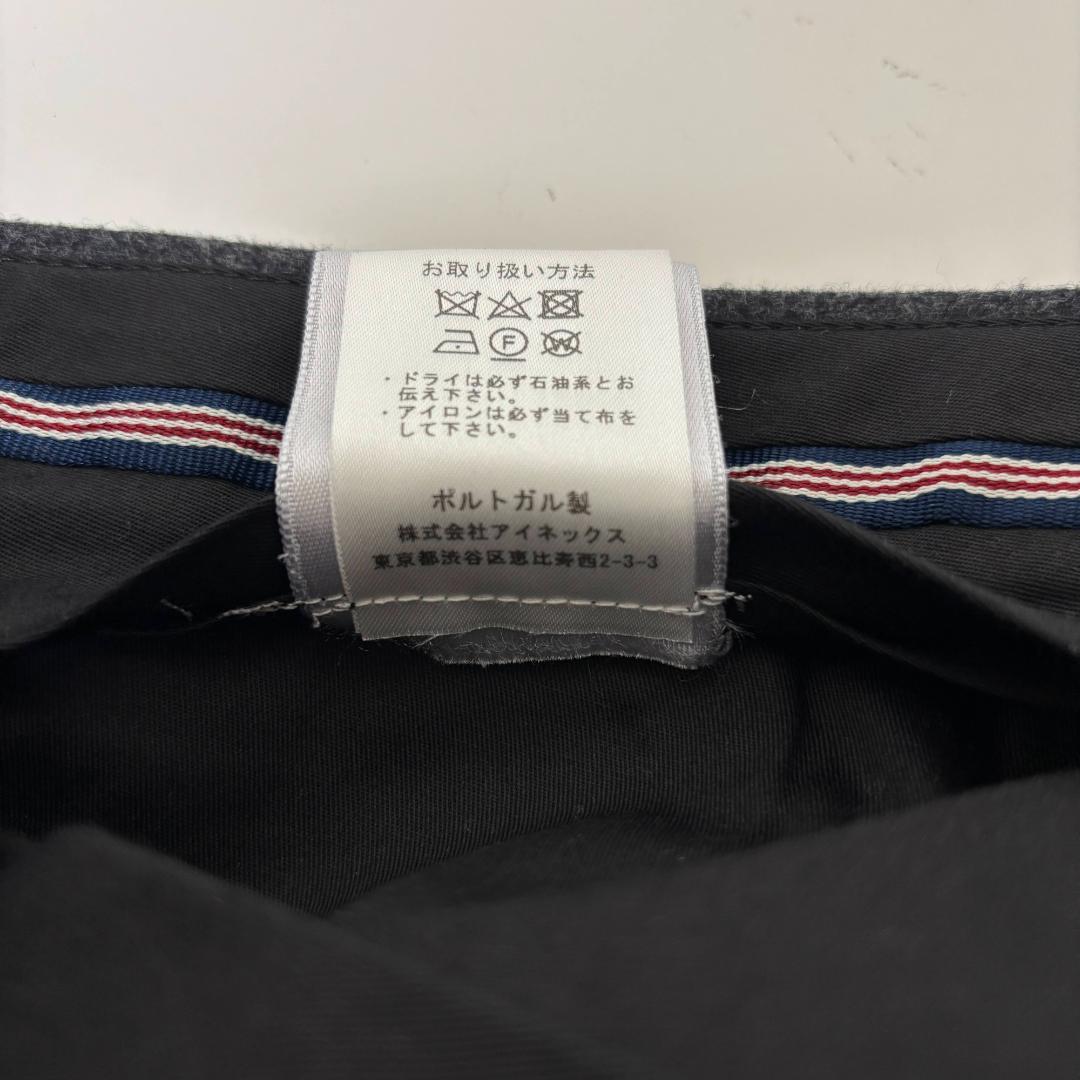 お取り扱い方法
F W
・ドライは必ず石油系とお
伝え下さい。
・アイロンは必ず当て布を
して下さい。
ポルトガル製
株式会社アイネックス
東京都渋谷区恵比寿西2-3-3